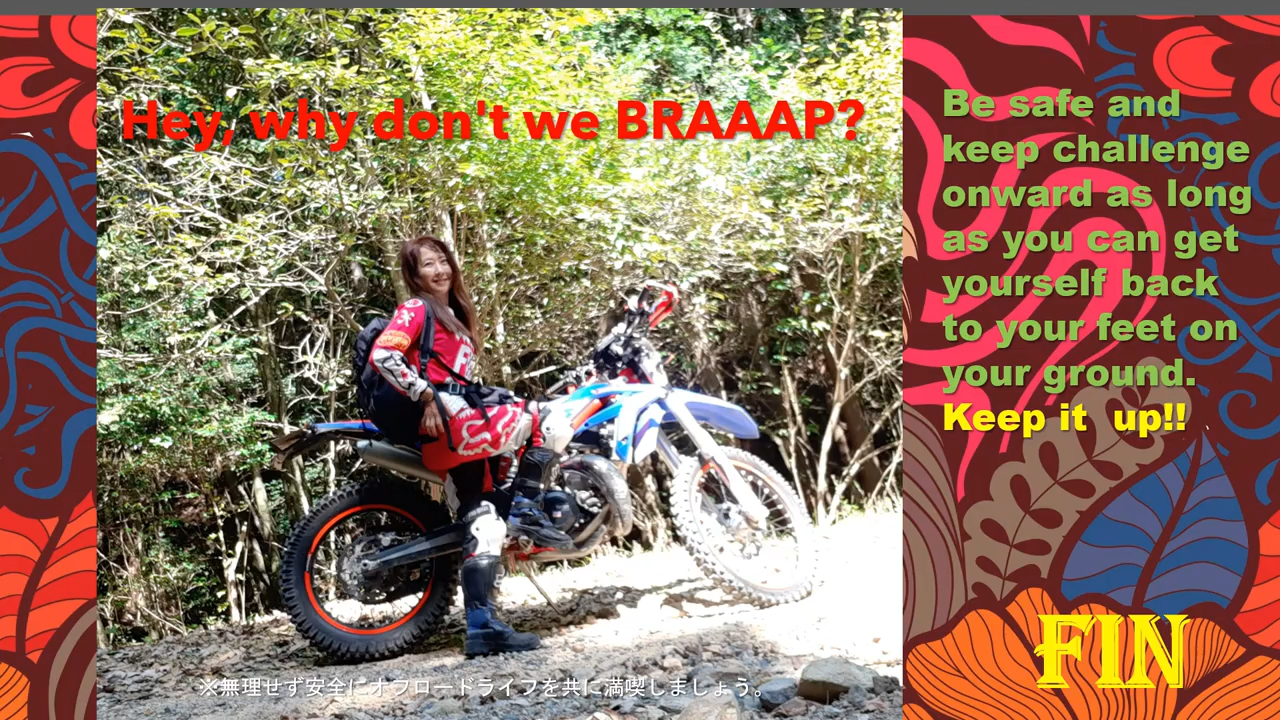 Hey, why don't we BRAAAP?
Be safe and
keep challenge
onward as long
as you can get
yourself back
to your feet on
your ground.
Keep it  up!!
FIN
※無理せず安全にオフロードライフを共に満喫しましょう。